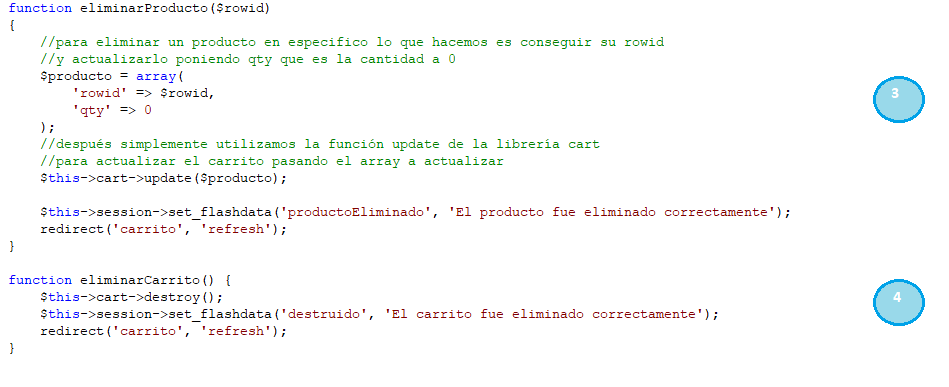 function eliminarProducto($rowid)
{
    //para eliminar un producto en especifico lo que hacemos es conseguir su rowid
    //y actualizarlo poniendo qty que es la cantidad a 0
    $producto = array(
        'rowid' => $rowid,
        'qty' => 0
3
    );
    //después simplemente utilizamos la función update de la librería cart
    //para actualizar el carrito pasando el array a actualizar
    $this->cart->update($producto);
    $this->session->set_flashdata('productoEliminado', 'El producto fue eliminado correctamente');
    redirect('carrito', 'refresh');
}
function eliminarCarrito() {
    $this->cart->destroy();
4
    $this->session->set_flashdata('destruido', 'El carrito fue eliminado correctamente');
    redirect('carrito', 'refresh');
}